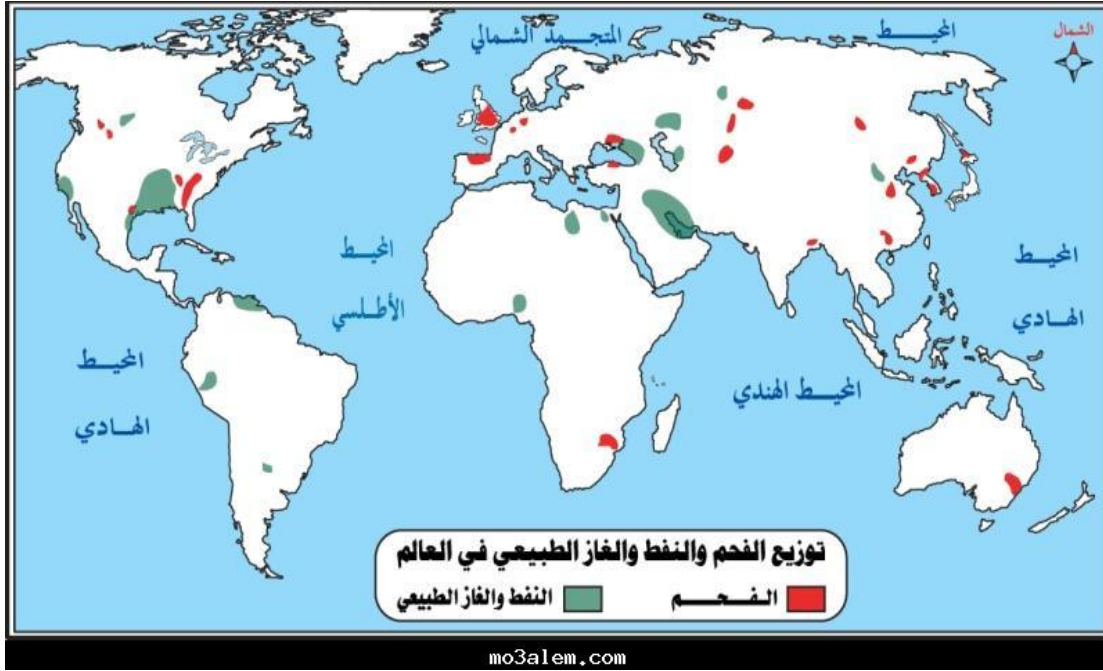 المحيط
المتجمد الشمالي
الشمال
المحيط
الأطلسي
المحيط
الهادي
المحيط
الهادي
المحيط الهندي
توزيع الفحم والنفط والغاز الطبيعي في العالم
الفحم
النفط والغاز الطبيعي
mo3alem.com